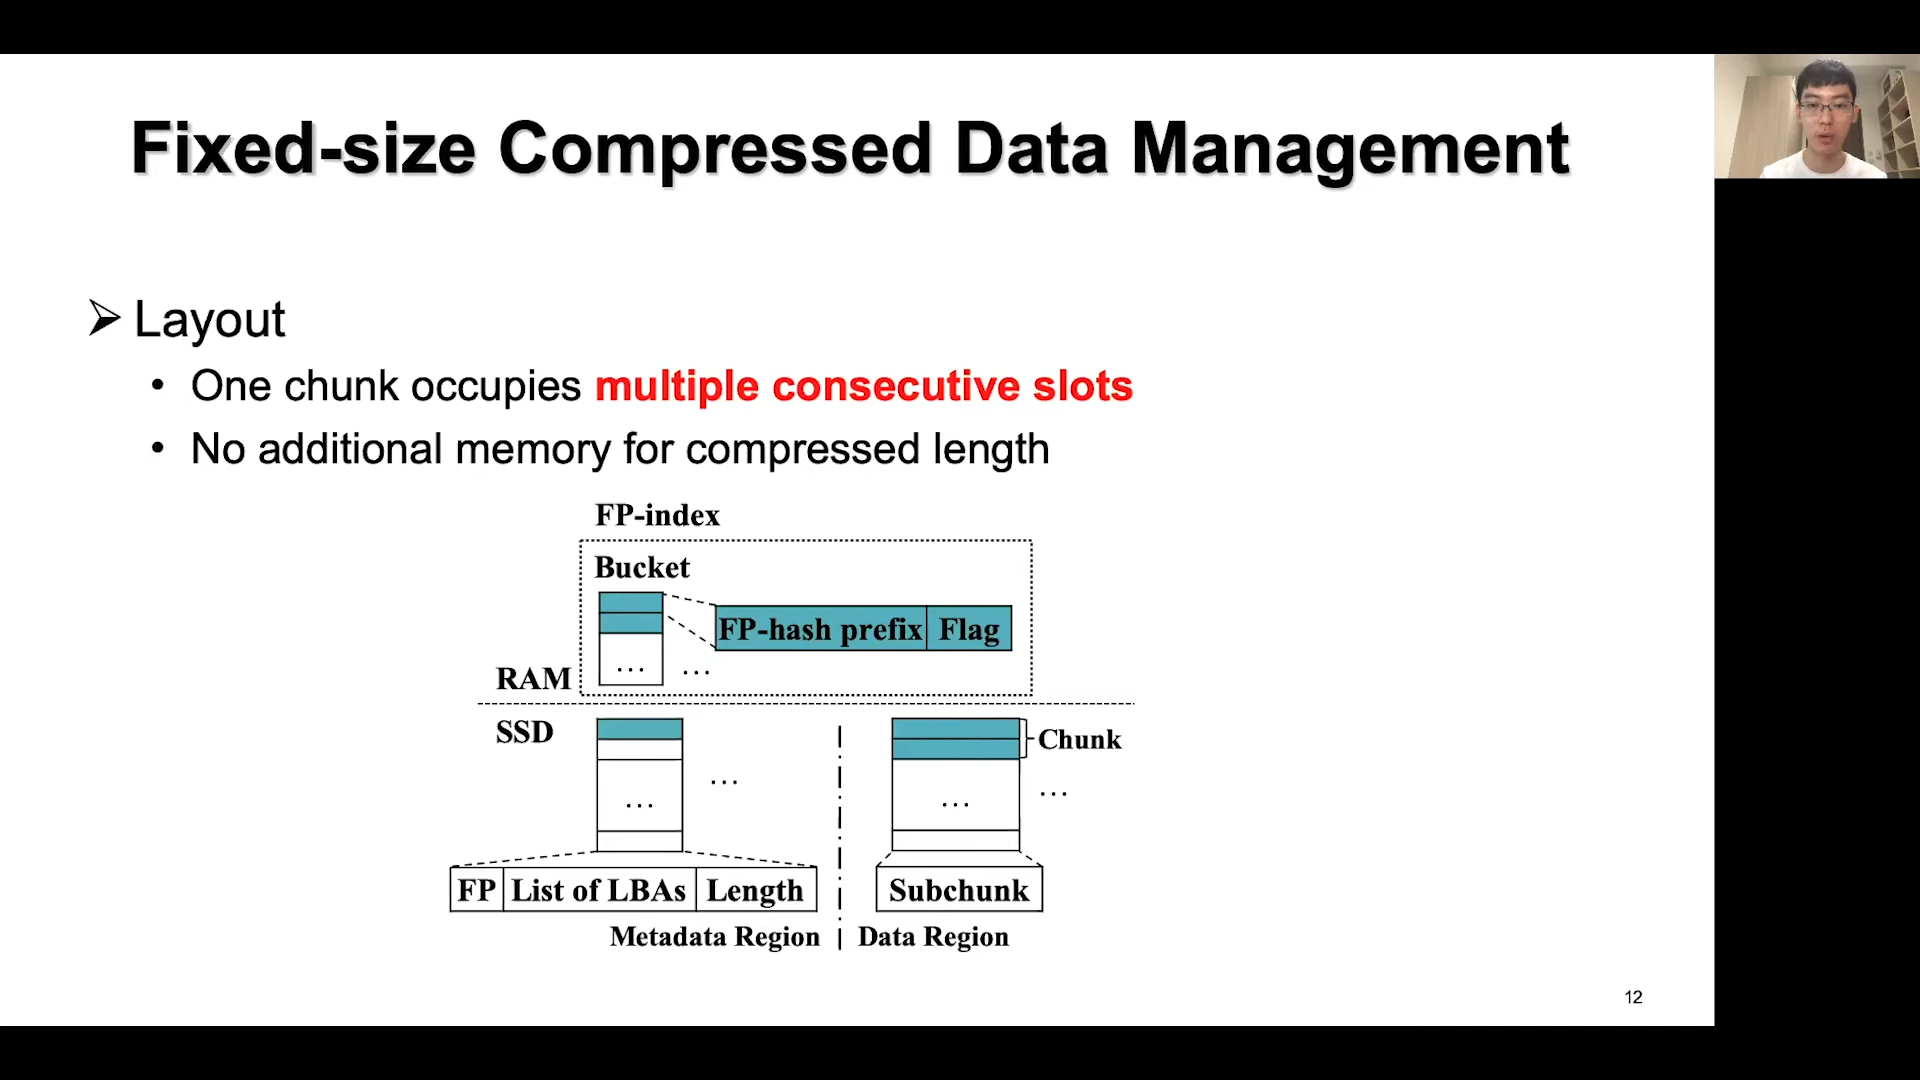 Fixed-size Compressed Data Management
➢ Layout
• One chunk occupies multiple consecutive slots
• No additional memory for compressed length
FP-index
Bucket
FP-hash prefix Flag
... ...
RAM
SSD
Chunk
... ...
... ...
FP List of LBAs Length
Subchunk
Metadata Region Data Region
12